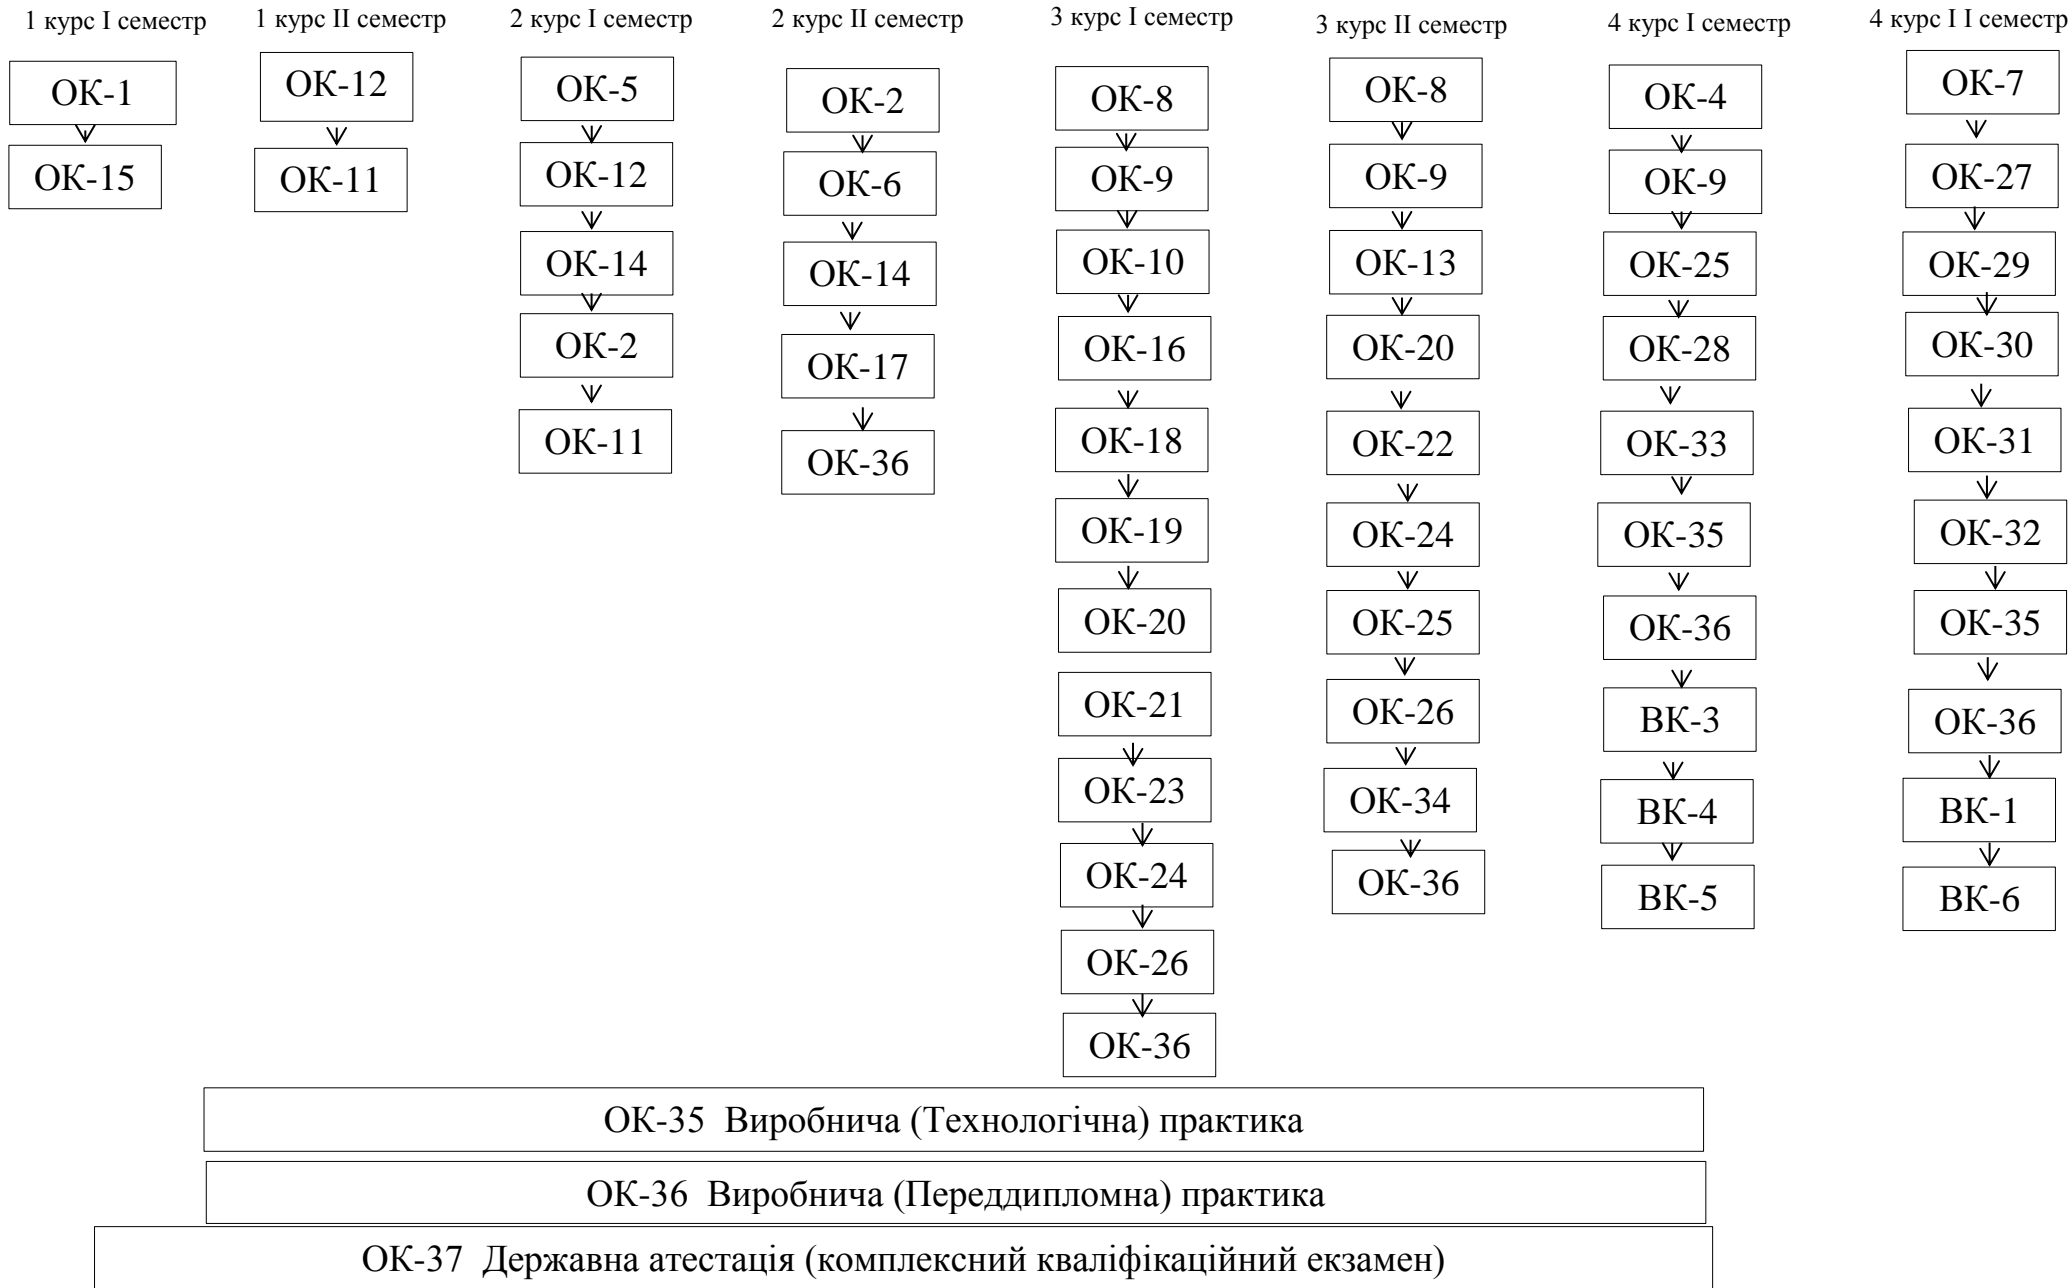 1 курс І семестр
1 курс ІІ семестр
2 курс І семестр
2 курс ІІ семестр
3 курс І семестр
3 курс ІІ семестр
4 курс І семестр
4 курс І І семестр
ОК-1
ОК-15
ОК-12
ОК-11
ОК-5
ОК-12
ОК-14
ОК-2
ОК-11
ОК-2
ОК-6
ОК-14
ОК-17
ОК-36
ОК-8
ОК-9
ОК-10
ОК-16
ОК-18
ОК-19
ОК-20
ОК-21
ОК-23
ОК-24
ОК-26
ОК-36
ОК-8
ОК-9
ОК-13
ОК-20
ОК-22
ОК-24
ОК-25
ОК-26
ОК-34
ОК-36
ОК-4
ОК-9
ОК-25
ОК-28
ОК-33
ОК-35
ОК-36
ВК-3
ВК-4
ВК-5
ОК-7
ОК-27
ОК-29
ОК-30
ОК-31
ОК-32
ОК-35
ОК-36
ВК-1
ВК-6
ОК-35 Виробнича (Технологічна) практика
ОК-36 Виробнича (Переддипломна) практика
ОК-37 Державна атестація (комплексний кваліфікаційний екзамен)